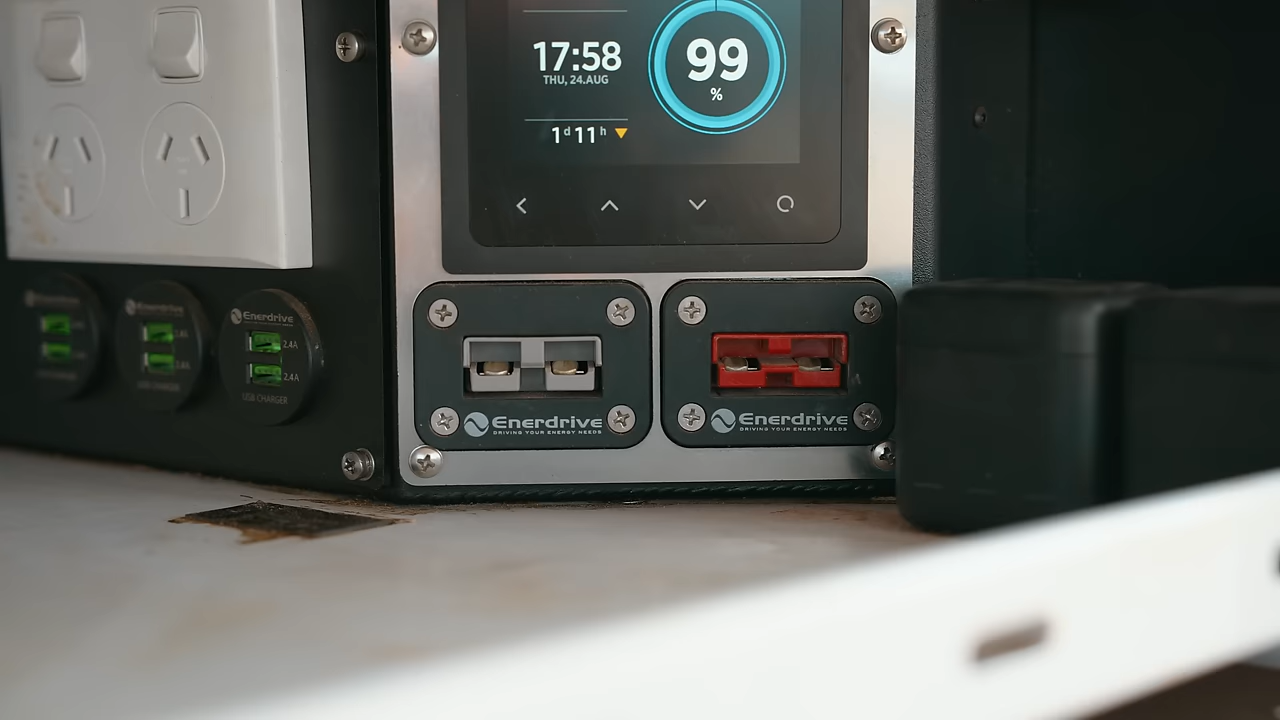 17:58
THU, 24.AUG
1d 11h
99
%
Enerdrive
2.4A
2.4A
USB CHARGER
Enerdrive
DRIVING YOUR ENERGY NEEDS
Enerdrive
DRIVING YOUR ENERGY NEEDS